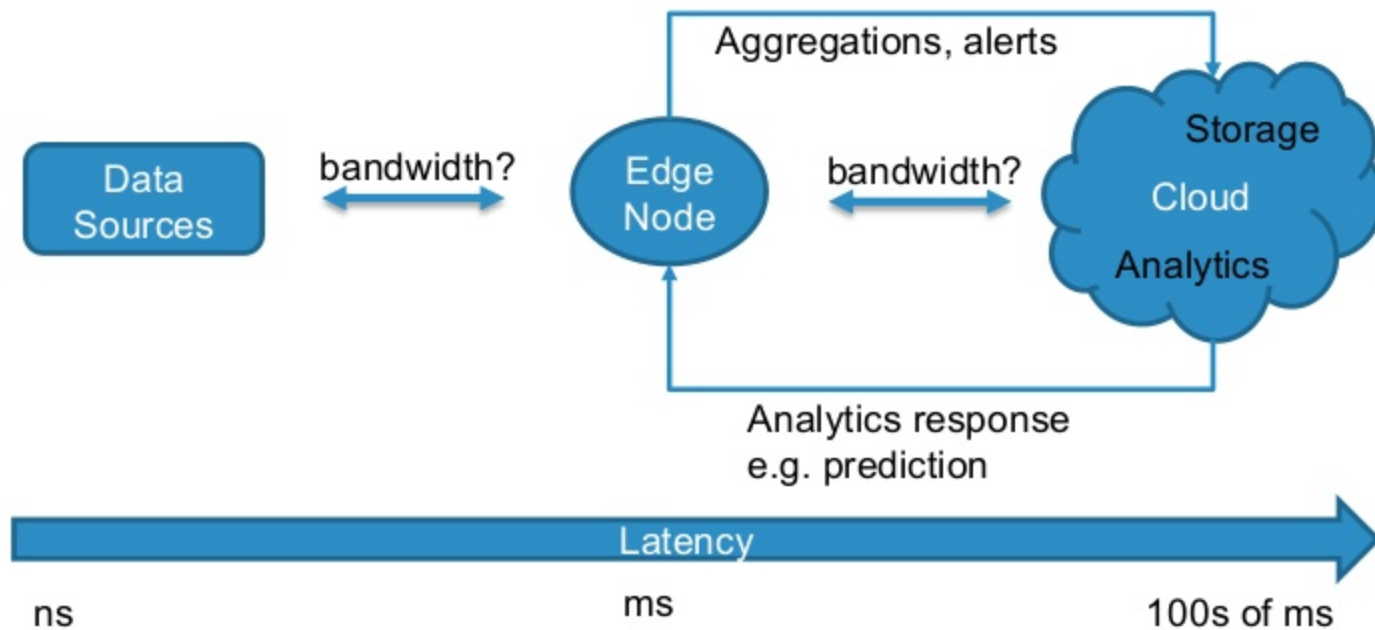 Aggregations, alerts
Data
Sources
bandwidth?
Edge
Node
bandwidth?
Storage
Cloud
Analytics
Analytics response
e.g. prediction
Latency
ns
ms
100s of ms